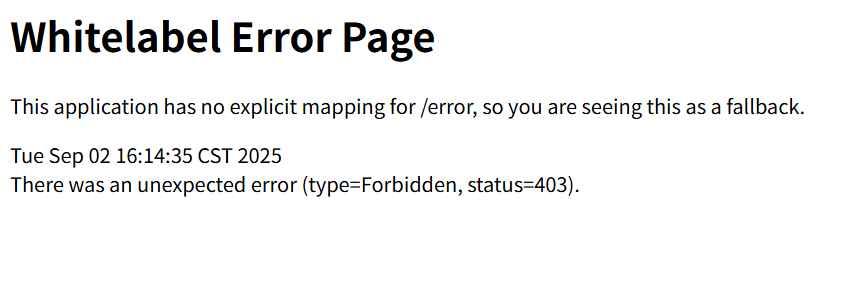 Whitelabel Error Page
This application has no explicit mapping for /error, so you are seeing this as a fallback.
Tue Sep 02 16:14:35 CST 2025
There was an unexpected error (type=Forbidden, status=403).